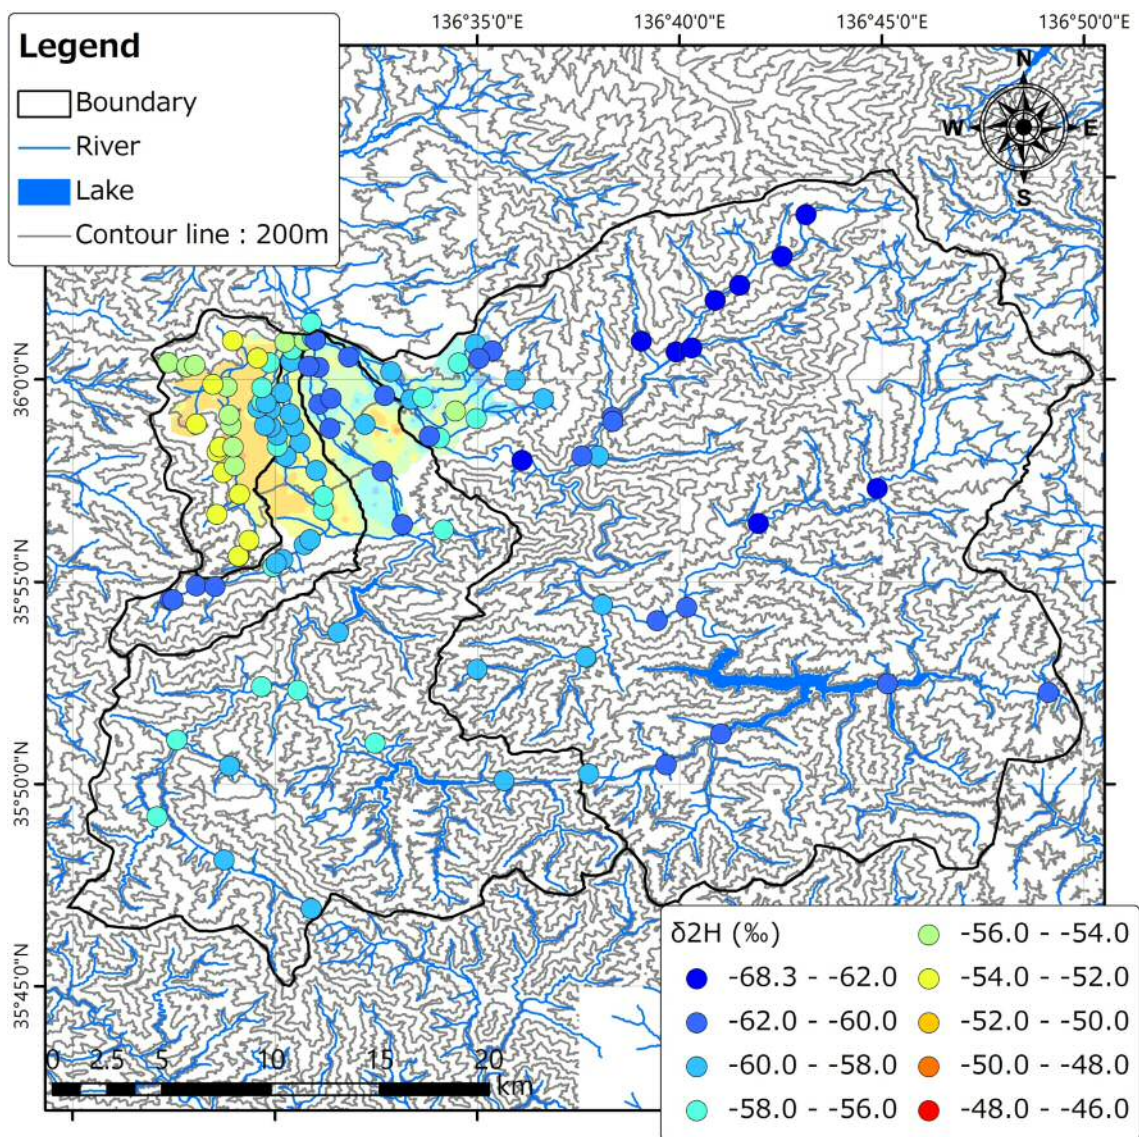 136°35'0"E 136°40'0"E 136°45'0"E 136°50'0"E
Legend
Boundary
River
Lake
Contour line : 200m
N
W E
S
36°0'0"N
35°55'0"N
35°50'0"N
35°45'0"N
0 2.5 5 10 15 20
km
δ2H (‰)
-68.3 - -62.0
-62.0 - -60.0
-60.0 - -58.0
-58.0 - -56.0
-56.0 - -54.0
-54.0 - -52.0
-52.0 - -50.0
-50.0 - -48.0
-48.0 - -46.0